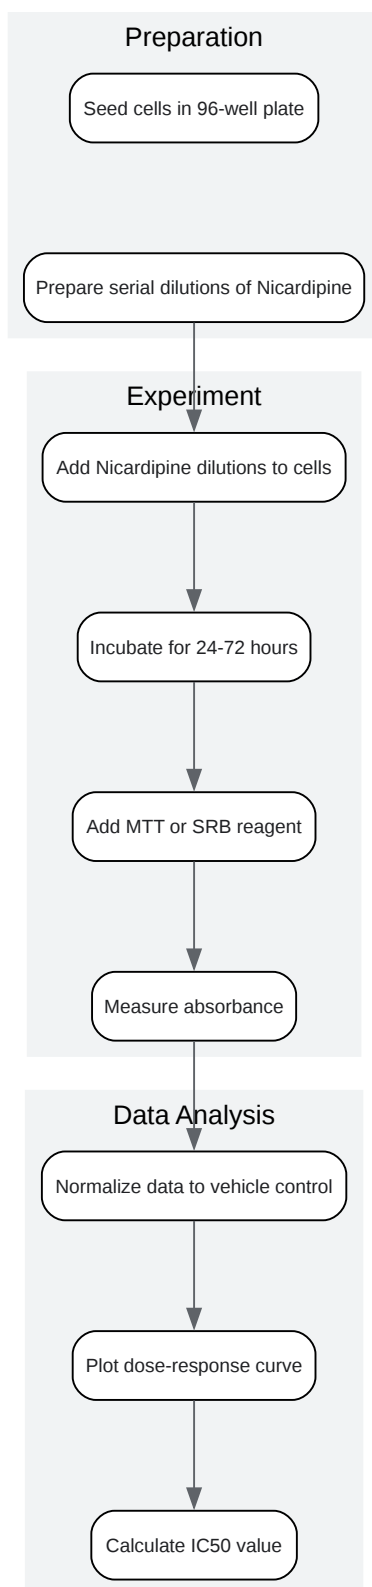 Preparation
Seed cells in 96-well plate
Prepare serial dilutions of Nicardipine
Experiment
Add Nicardipine dilutions to cells
Incubate for 24-72 hours
Add MTT or SRB reagent
Measure absorbance
Data Analysis
Normalize data to vehicle control
Plot dose-response curve
Calculate IC50 value